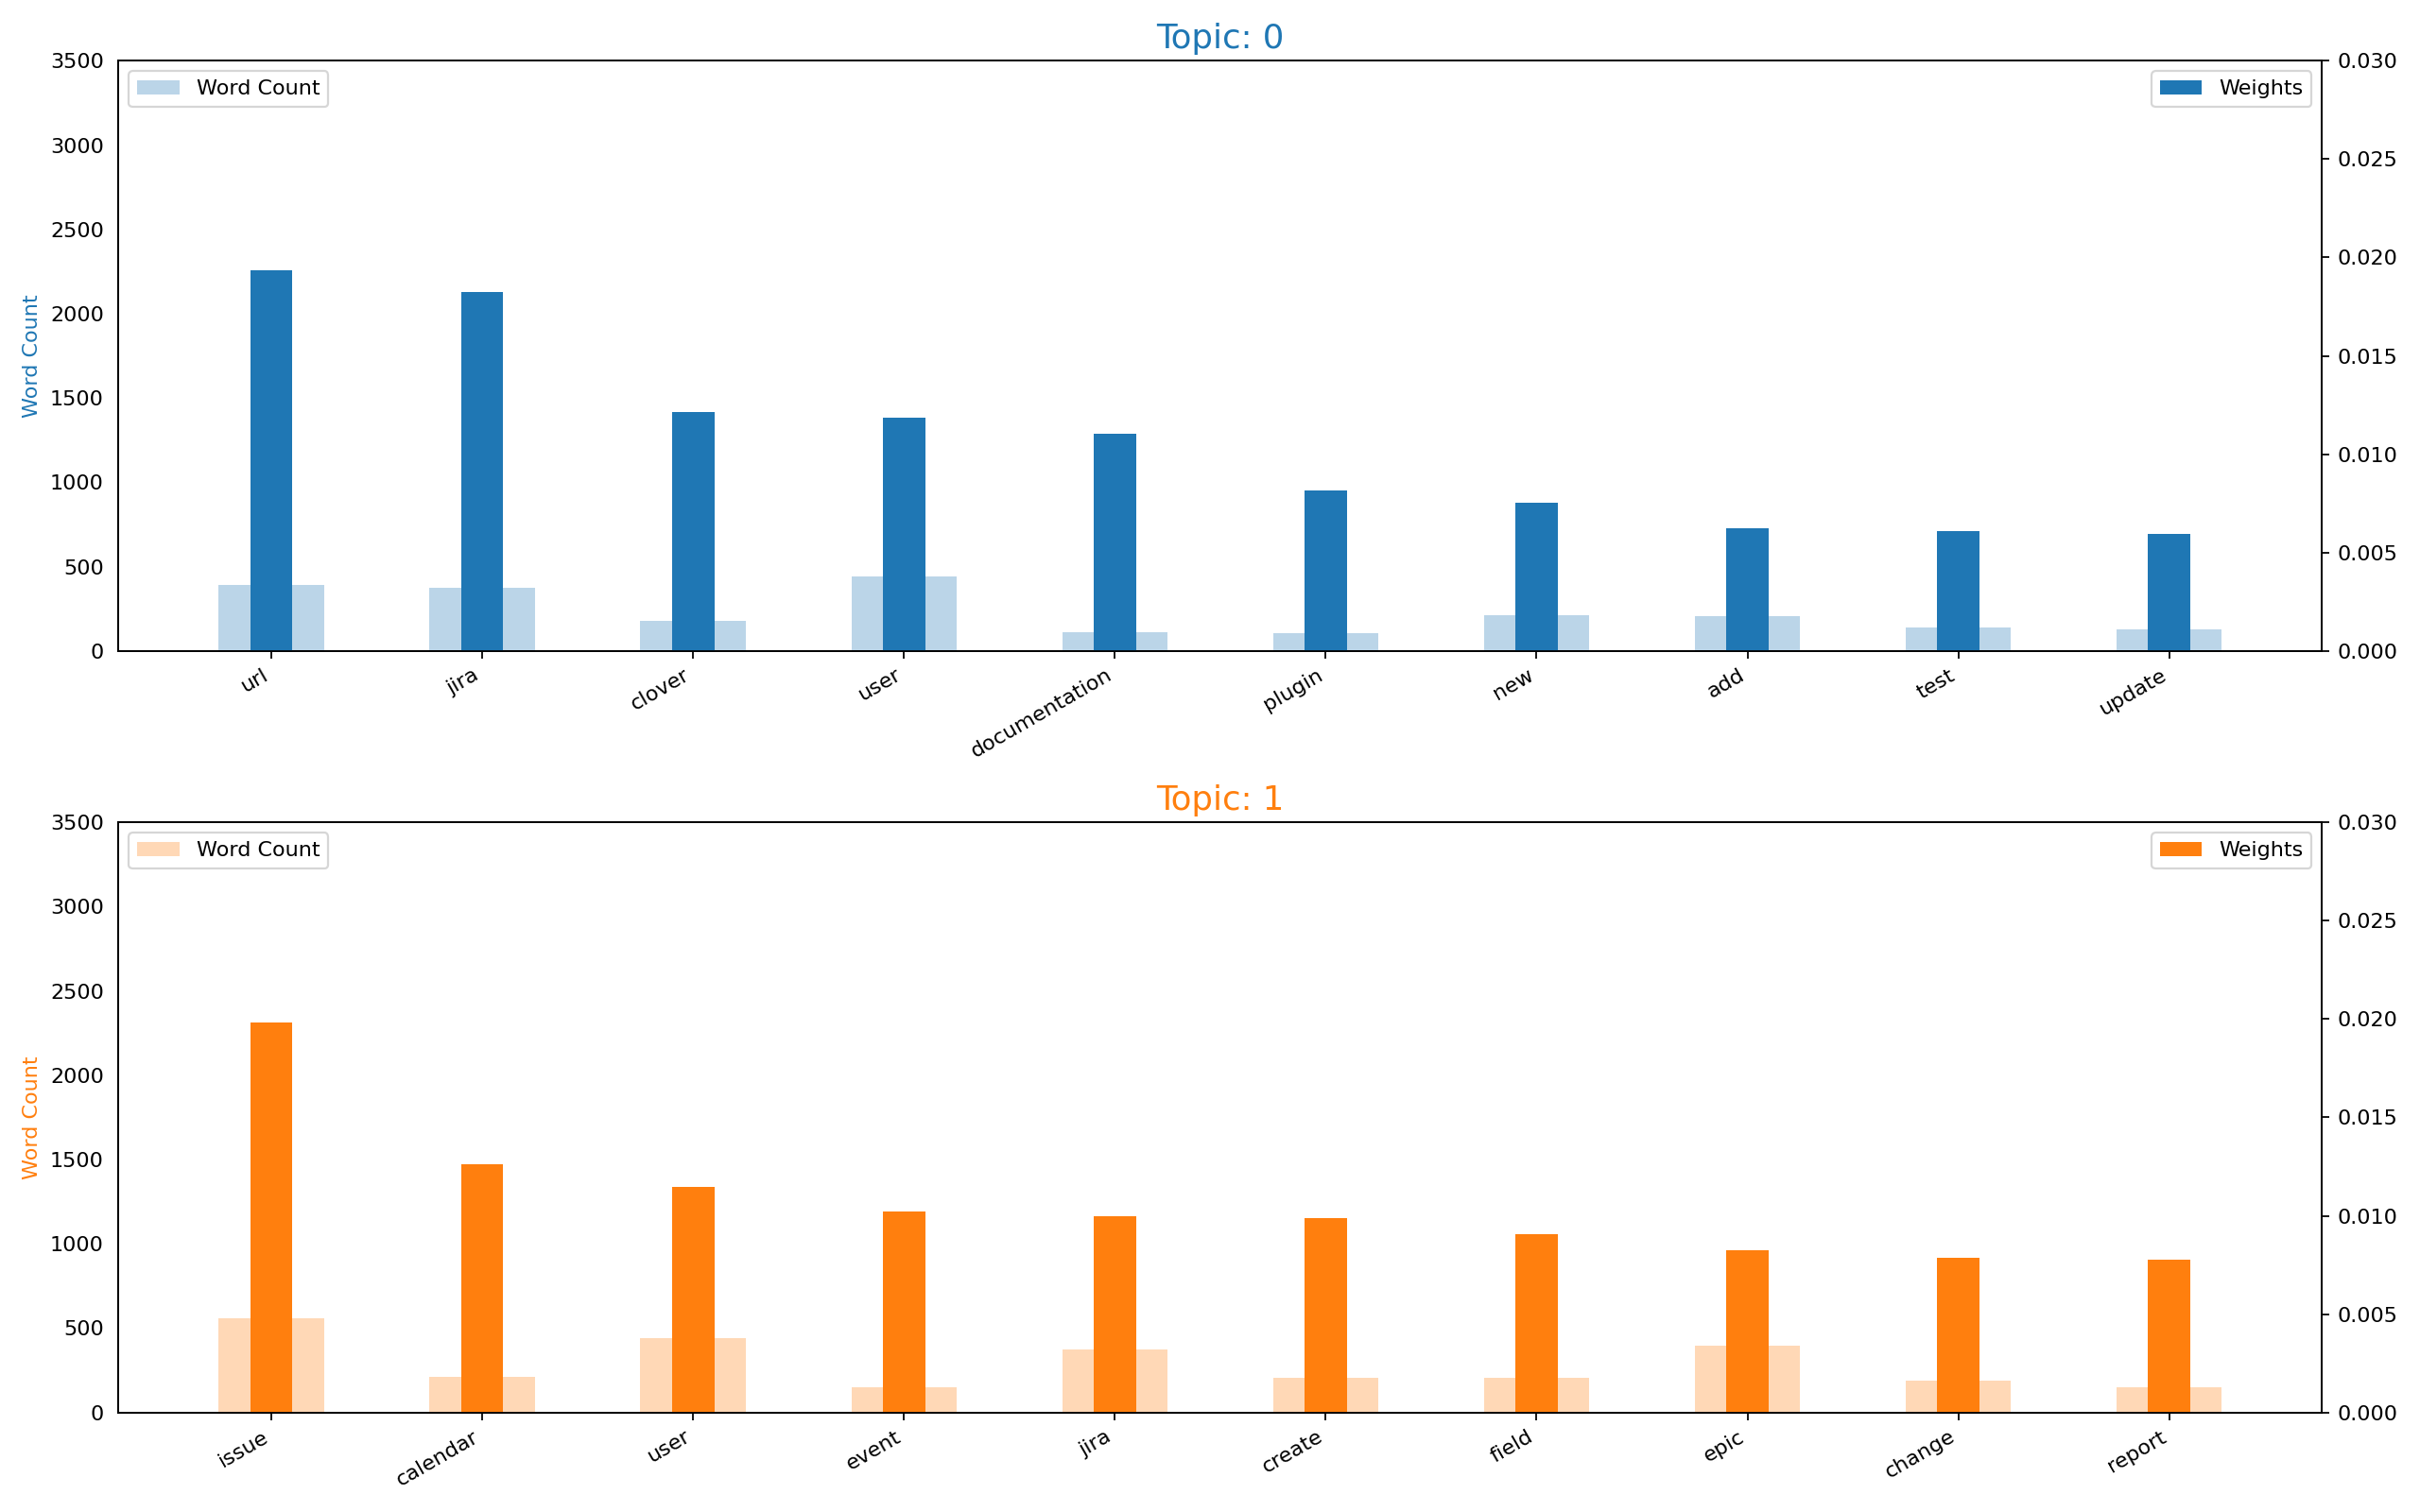 Topic: 0
Word Count
Weights
Word Count
3500
3000
2500
2000
1500
1000
500
0
0.030
0.025
0.020
0.015
0.010
0.005
0.000
url
jira
clover
user
documentation
plugin
new
add
test
update
Topic: 1
Word Count
Weights
Word Count
3500
3000
2500
2000
1500
1000
500
0
0.030
0.025
0.020
0.015
0.010
0.005
0.000
issue
calendar
user
event
jira
create
field
epic
change
report